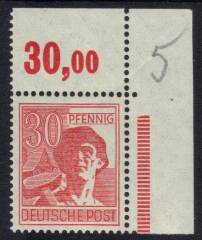 30,00
5
30 PFENNIG
DEUTSCHE POST